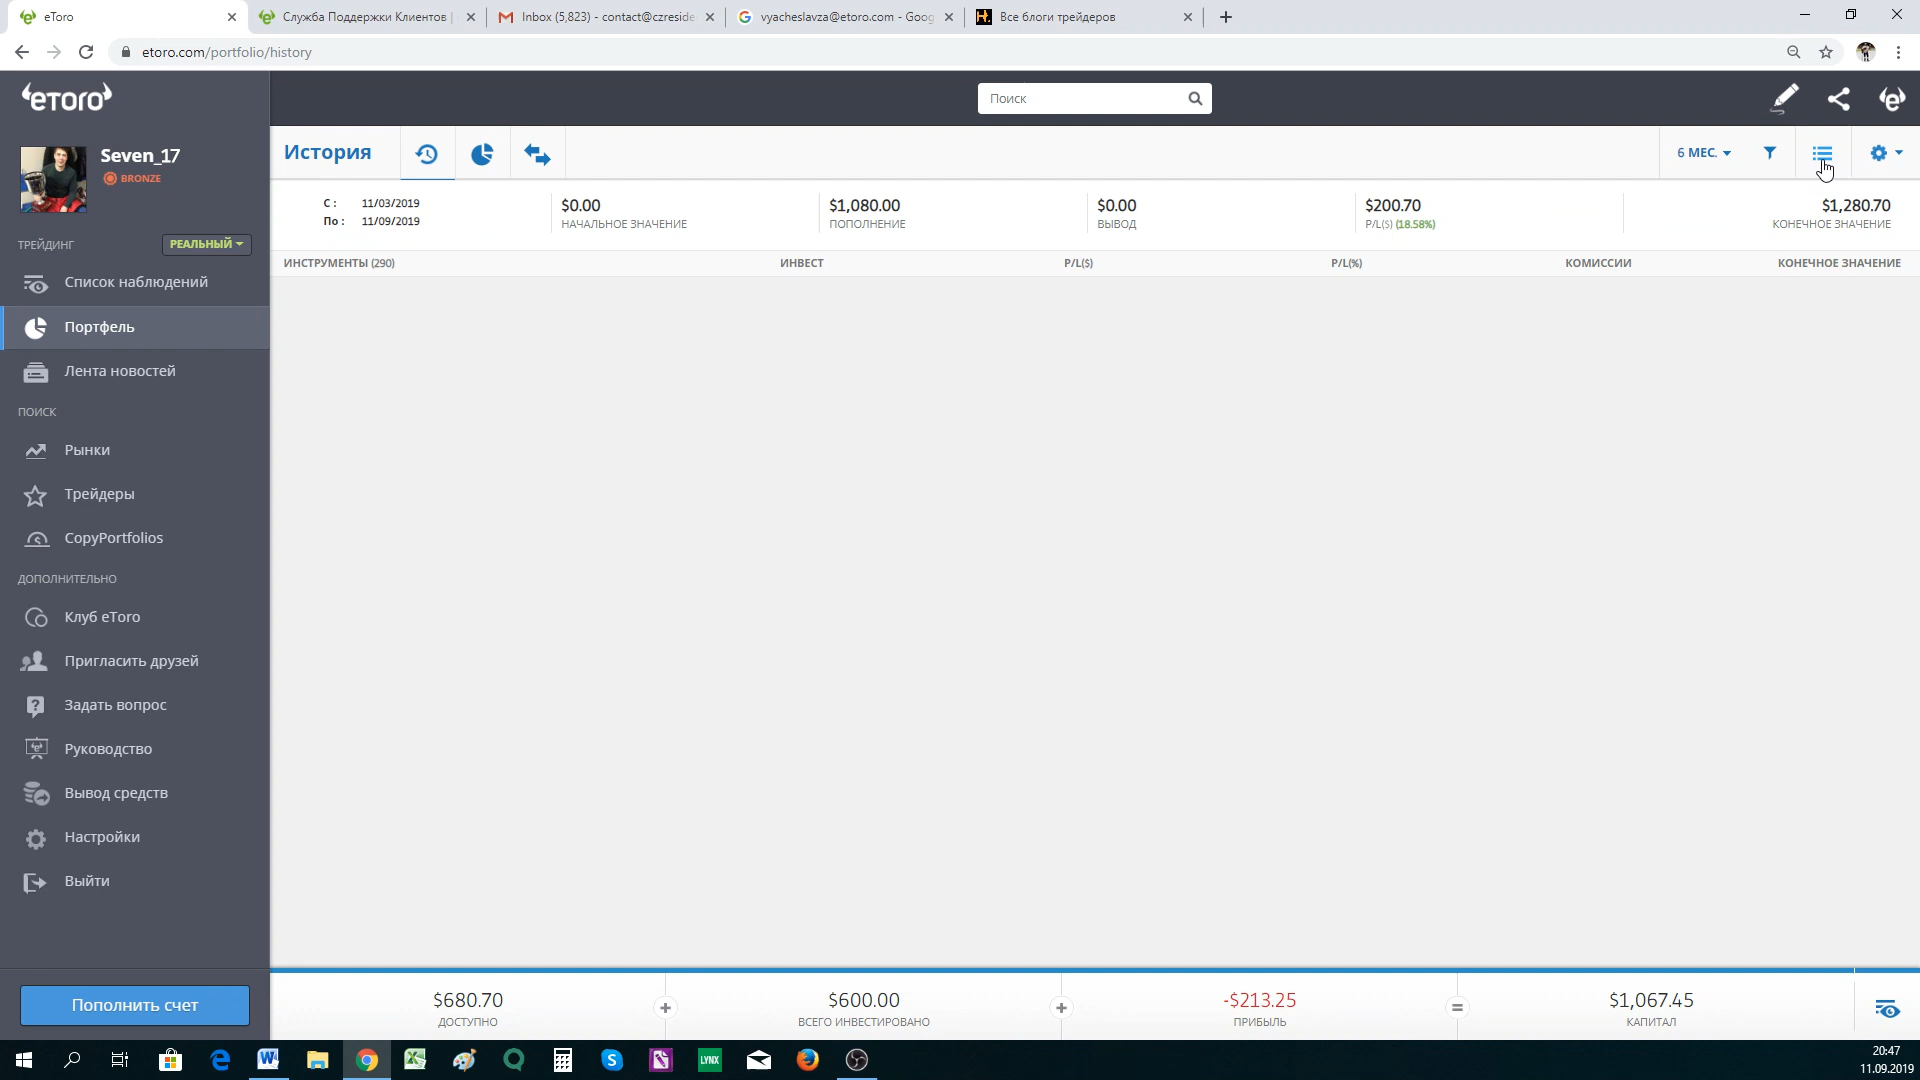 eToro
Служба Поддержки Клиентов |
Inbox (5,823) - contact@czreside
vyacheslavza@etoro.com - Goog
Все блоги трейдеров
etoro.com/portfolio/history
eToro
Поиск
Seven_17
BRONZE
История
6 МЕС.
С : 11/03/2019
По : 11/09/2019
$0.00
НАЧАЛЬНОЕ ЗНАЧЕНИЕ
$1,080.00
ПОПОЛНЕНИЕ
$0.00
ВЫВОД
$200.70
P/L($) (18.58%)
$1,280.70
КОНЕЧНОЕ ЗНАЧЕНИЕ
ИНСТРУМЕНТЫ (290) ИНВЕСТ P/L($) P/L(%) КОМИССИИ КОНЕЧНОЕ ЗНАЧЕНИЕ
ТРЕЙДИНГ
РЕАЛЬНЫЙ
Список наблюдений
Портфель
Лента новостей
ПОИСК
Рынки
Трейдеры
CopyPortfolios
ДОПОЛНИТЕЛЬНО
Клуб eToro
Пригласить друзей
Задать вопрос
Руководство
Вывод средств
Настройки
Выйти
Пополнить счет
$680.70
ДОСТУПНО
+
$600.00
ВСЕГО ИНВЕСТИРОВАНО
+
-$213.25
ПРИБЫЛЬ
=
$1,067.45
КАПИТАЛ
LYNX
20:47
11.09.2019